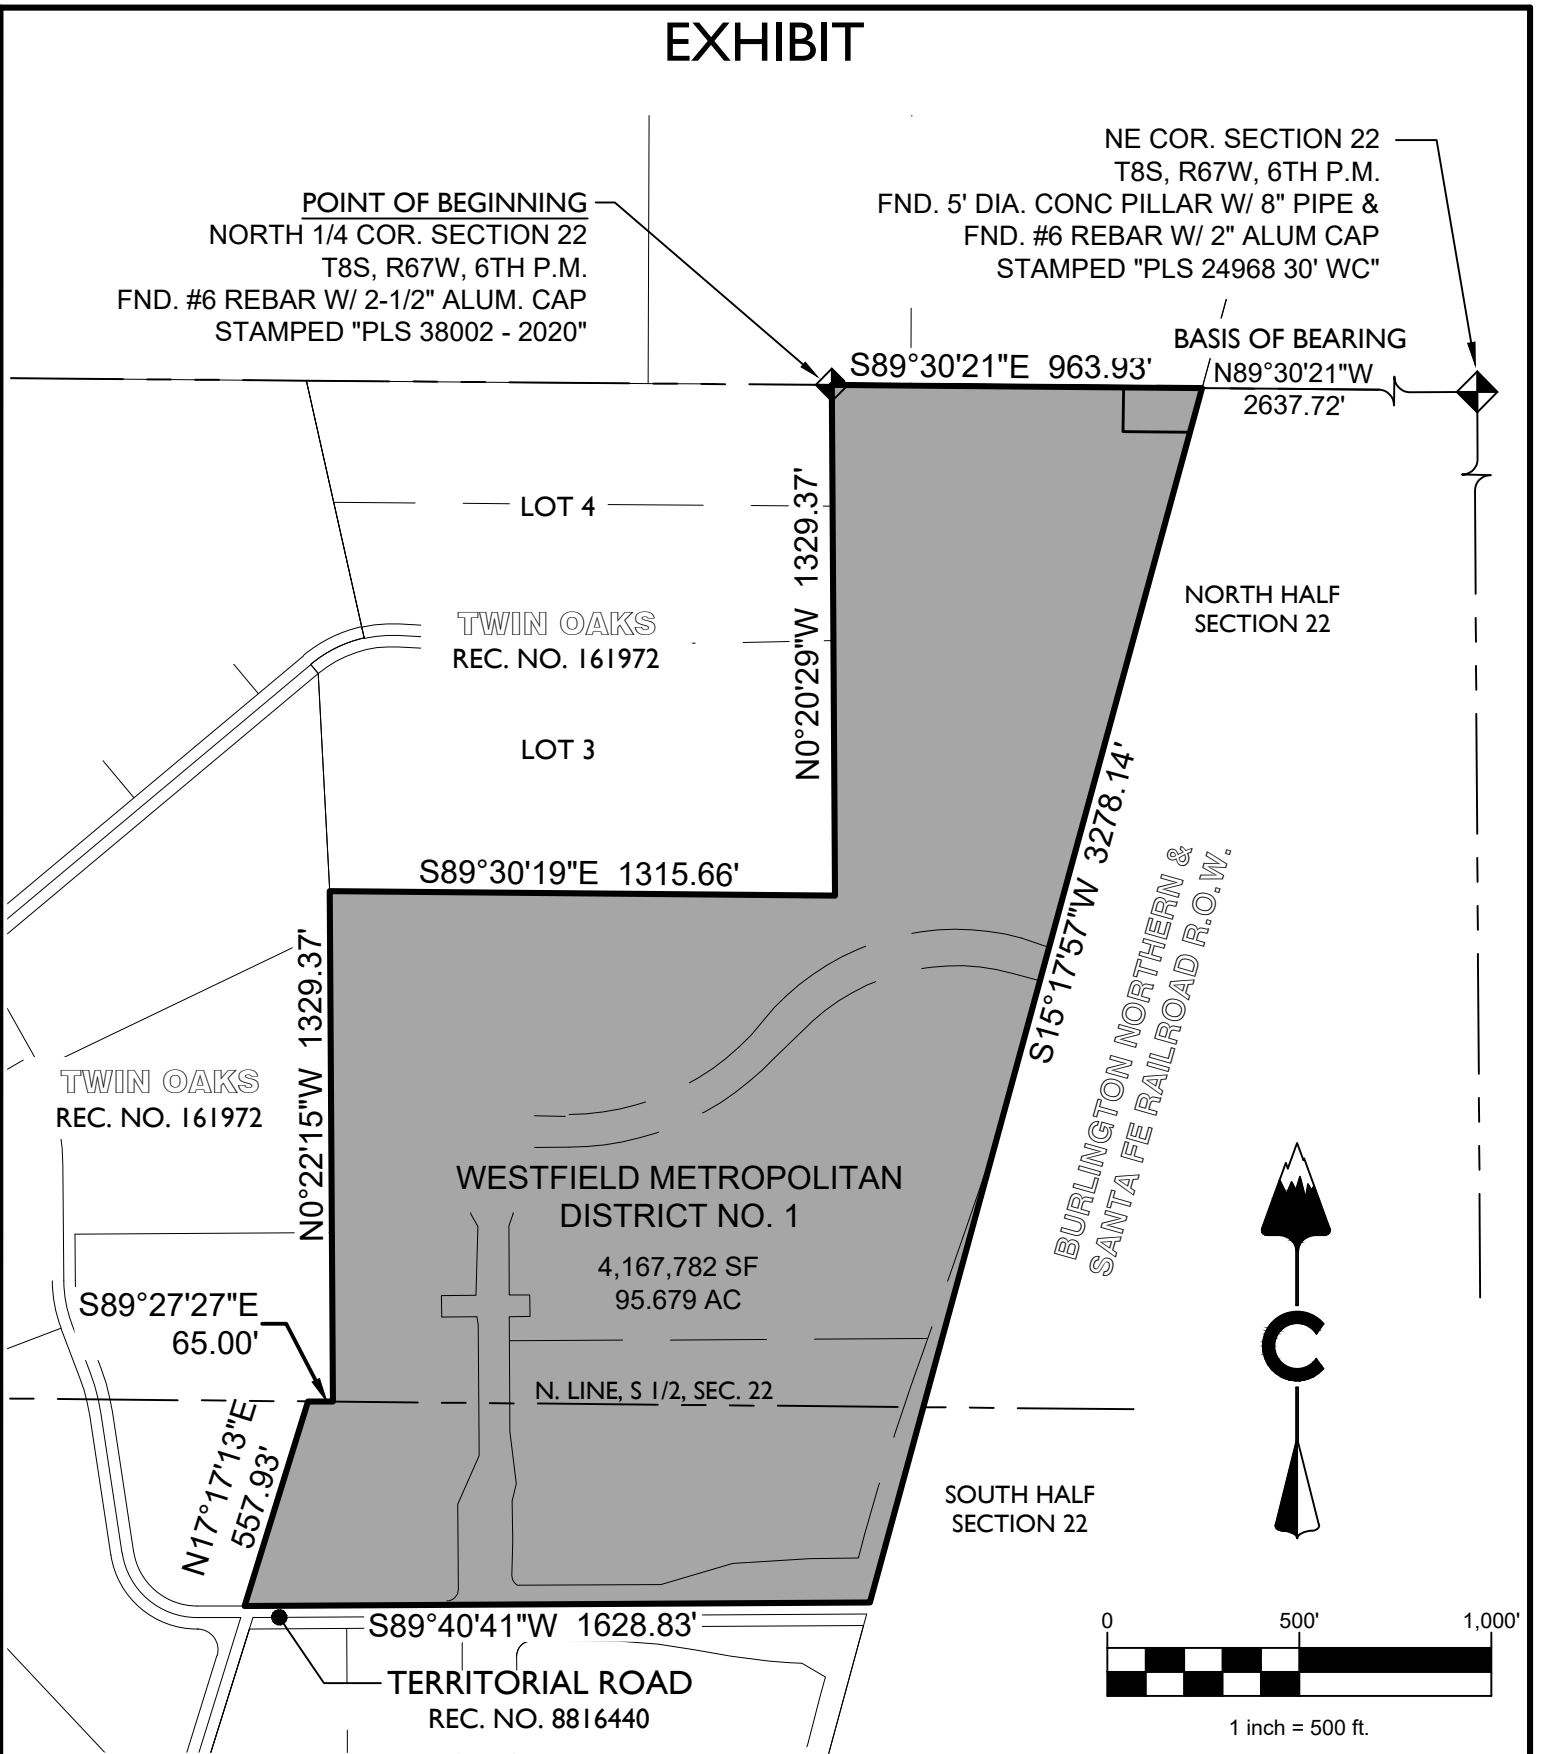 EXHIBIT
POINT OF BEGINNING
NORTH 1/4 COR. SECTION 22
T8S, R67W, 6TH P.M.
FND. #6 REBAR W/ 2-1/2" ALUM. CAP
STAMPED "PLS 38002 - 2020"
NE COR. SECTION 22
T8S, R67W, 6TH P.M.
FND. 5' DIA. CONC PILLAR W/ 8" PIPE &
FND. #6 REBAR W/ 2" ALUM CAP
STAMPED "PLS 24968 30' WC"
BASIS OF BEARING
N89°30'21"W
2637.72'
S89°30'21"E 963.93'
LOT 4
N0°20'29"W 1329.37'
TWIN OAKS
REC. NO. 161972
NORTH HALF
SECTION 22
LOT 3
S15°17'57"W 3278.14'
S89°30'19"E 1315.66'
BURLINGTON NORTHERN &
SANTA FE RAILROAD R.O.W.
N0°22'15"W 1329.37'
TWIN OAKS
REC. NO. 161972
WESTFIELD METROPOLITAN
DISTRICT NO. 1
4,167,782 SF
95.679 AC
S89°27'27"E
65.00'
N. LINE, S 1/2, SEC. 22
C
N17°17'13"E
557.93'
SOUTH HALF
SECTION 22
S89°40'41"W 1628.83'
TERRITORIAL ROAD
REC. NO. 8816440
0 500' 1,000'
1 inch = 500 ft.